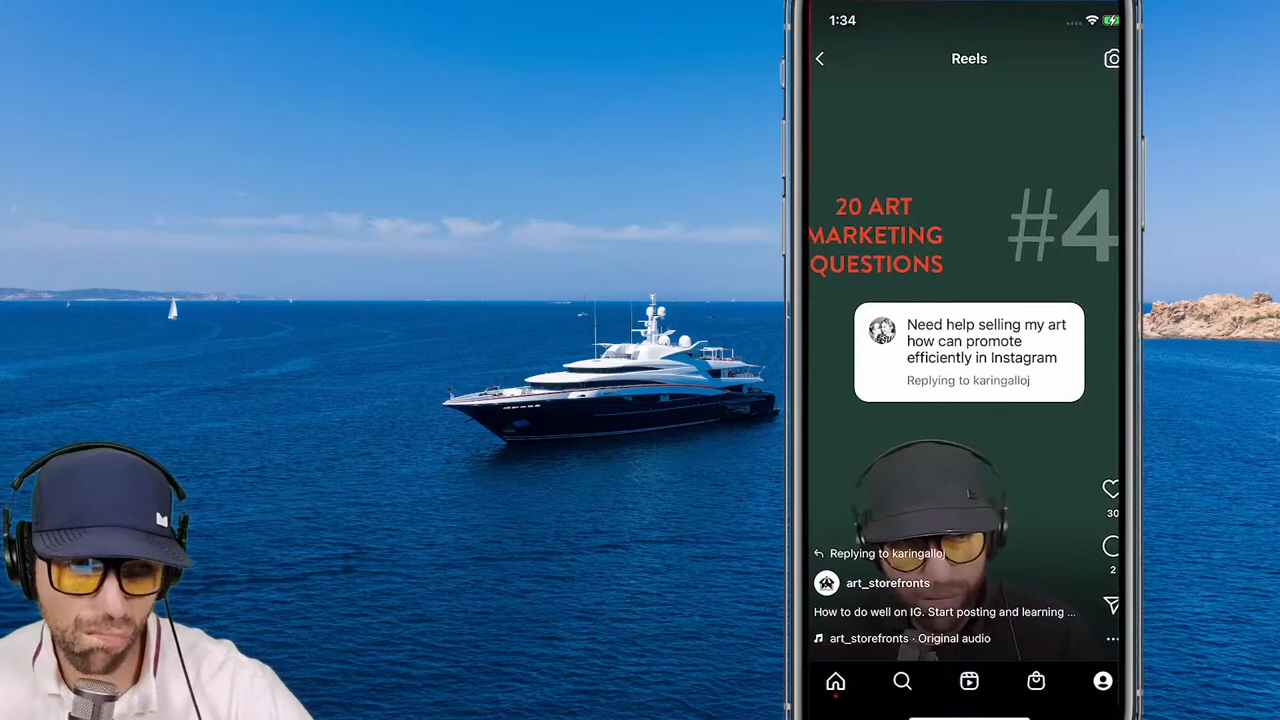 1:34
Reels
20 ART
MARKETING
QUESTIONS
#4
Need help selling my art
how can promote
efficiently in Instagram
Replying to karingalloj
30
Replying to karingalloj
2
art_storefronts
How to do well on IG. Start posting and learning ...
art_storefronts · Original audio